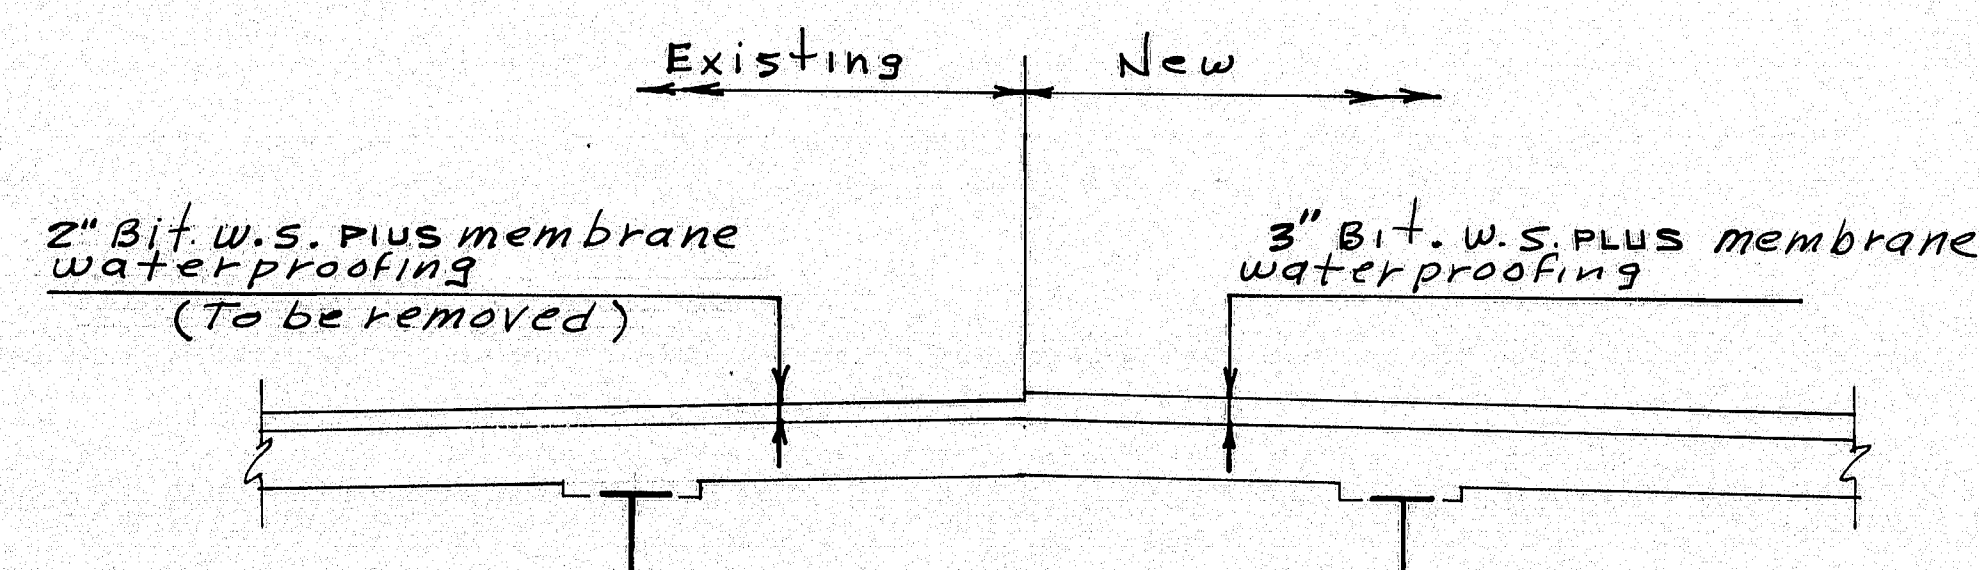 Existing New
2" Bit. W.S. PlUS membrane
waterproofing
(To be removed)
3" Bit. W.S. PLUS membrane
waterproofing